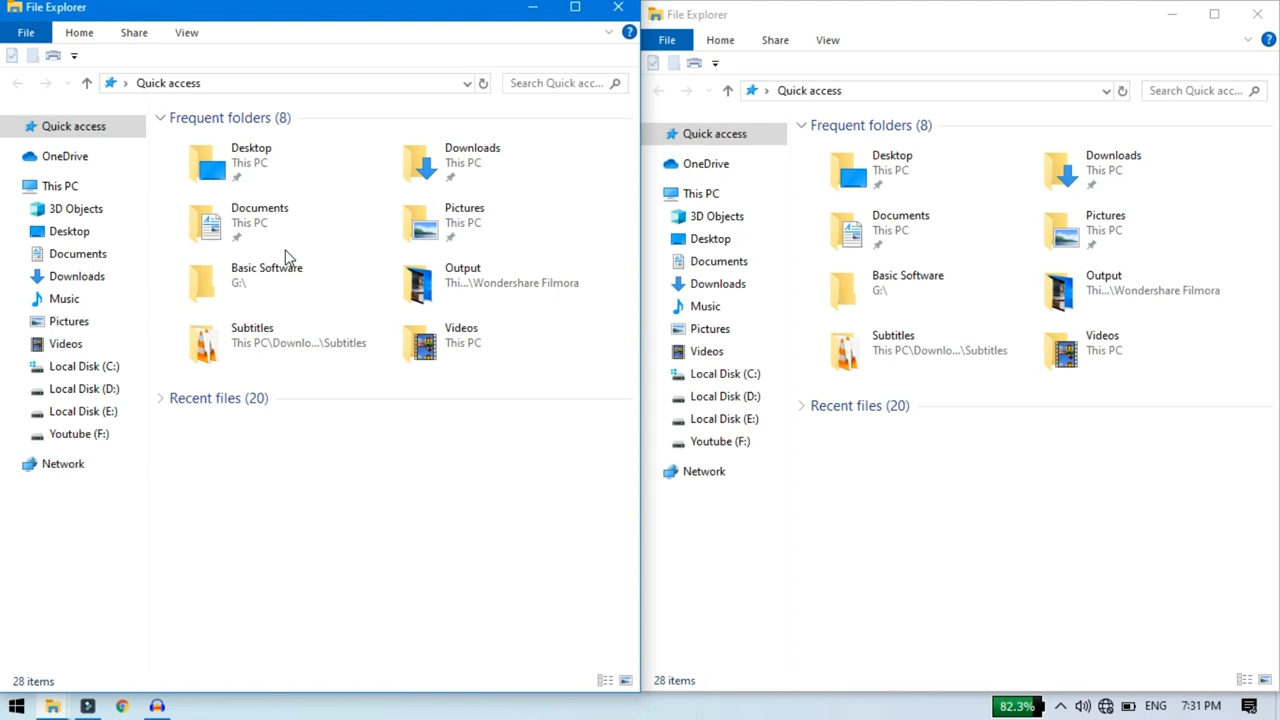 File Explorer
File Home Share View
Quick access
Search Quick acc...
Quick access
OneDrive
This PC
3D Objects
Desktop
Documents
Downloads
Music
Pictures
Videos
Local Disk (C:)
Local Disk (D:)
Local Disk (E:)
Youtube (F:)
Network
Frequent folders (8)
Desktop
This PC
Downloads
This PC
Documents
This PC
Pictures
This PC
Basic Software
G:\
Output
Thi...\Wondershare Filmora
Subtitles
This PC\Downlo...\Subtitles
Videos
This PC
Recent files (20)
28 items
File Explorer
File Home Share View
Quick access
Search Quick acc...
Quick access
OneDrive
This PC
3D Objects
Desktop
Documents
Downloads
Music
Pictures
Videos
Local Disk (C:)
Local Disk (D:)
Local Disk (E:)
Youtube (F:)
Network
Frequent folders (8)
Desktop
This PC
Downloads
This PC
Documents
This PC
Pictures
This PC
Basic Software
G:\
Output
Thi...\Wondershare Filmora
Subtitles
This PC\Downlo...\Subtitles
Videos
This PC
Recent files (20)
28 items
82.3% ENG 7:31 PM